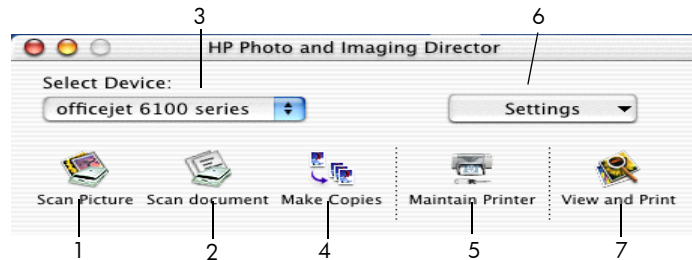 3 6
HP Photo and Imaging Director
Select Device:
officejet 6100 series Settings
Scan Picture Scan document Make Copies Maintain Printer View and Print
1 2 4 5 7